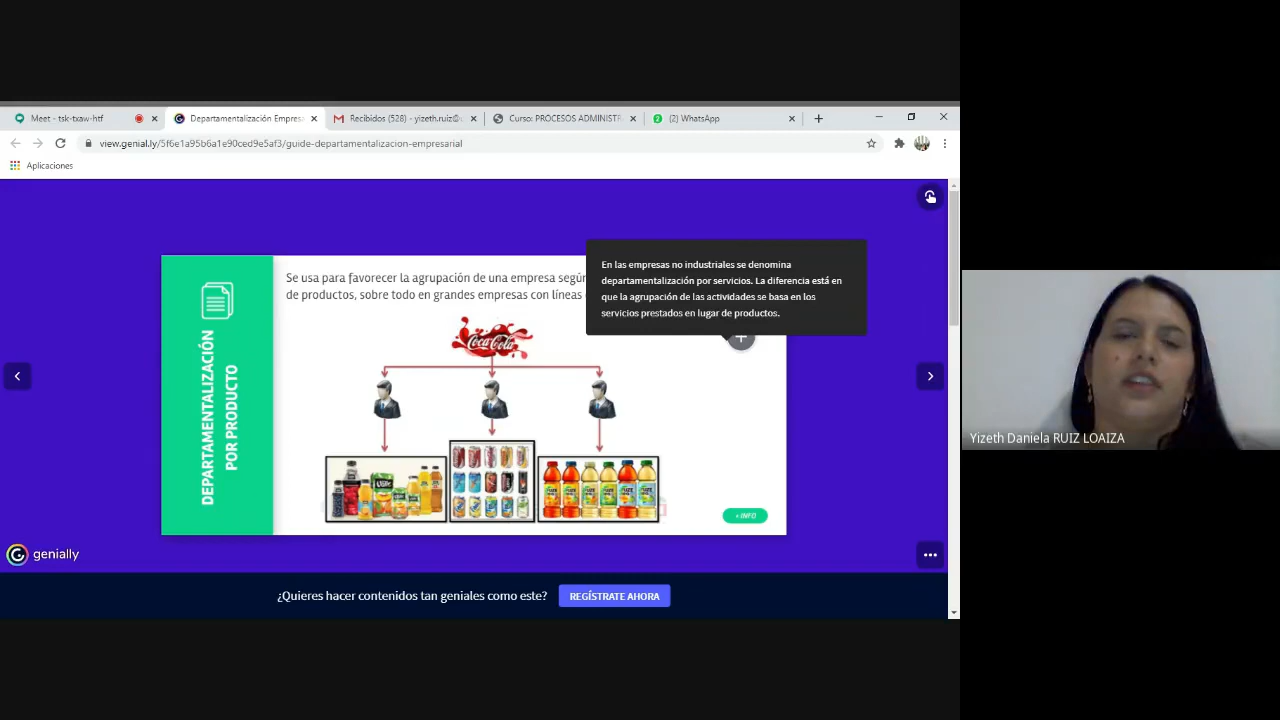 Meet - tsk-txaw-htf
Departamentalización Empresa
Recibidos (528) - yizeth.ruiz@u
Curso: PROCESOS ADMINISTR
(2) WhatsApp
view.genial.ly/5f6e1a95b6a1e90ced9e5af3/guide-departamentalizacion-empresarial
Aplicaciones
DEPARTAMENTALIZACIÓN
POR PRODUCTO
Se usa para favorecer la agrupación de una empresa según
de productos, sobre todo en grandes empresas con líneas
En las empresas no industriales se denomina
departamentalización por servicios. La diferencia está en
que la agrupación de las actividades se basa en los
servicios prestados en lugar de productos.
Coca-Cola
+ INFO
genially
¿Quieres hacer contenidos tan geniales como este?
REGÍSTRATE AHORA
Yizeth Daniela RUIZ LOAIZA